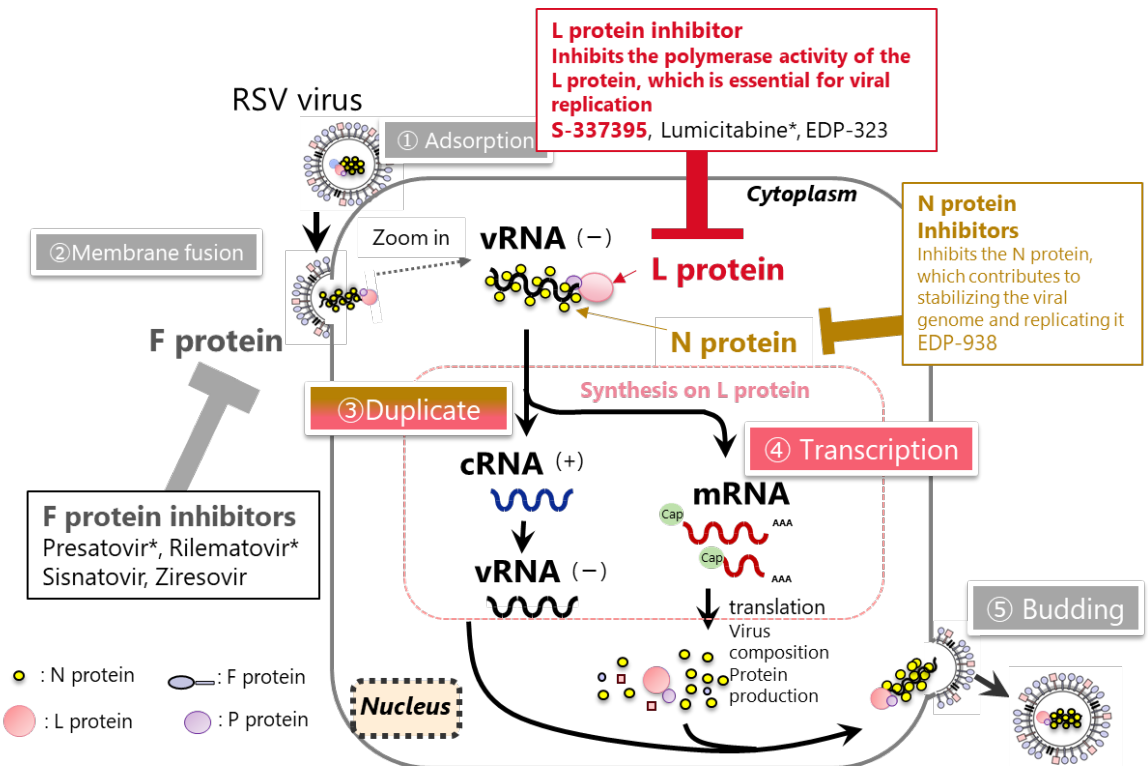 L protein inhibitor
Inhibits the polymerase activity of the
L protein, which is essential for viral
replication
S-337395, Lumicitabine*, EDP-323
RSV virus
① Adsorption
Cytoplasm
N protein
Inhibitors
Inhibits the N protein,
which contributes to
stabilizing the viral
genome and replicating it
EDP-938
②Membrane fusion
Zoom in
vRNA (−)
L protein
F protein
N protein
Synthesis on L protein
③Duplicate
④ Transcription
cRNA (+)
mRNA
Cap
AAA
Cap
AAA
F protein inhibitors
Presatovir*, Rilematovir*
Sisnatovir, Ziresovir
vRNA (−)
translation
Virus
composition
Protein
production
⑤ Budding
: N protein
: F protein
: L protein
: P protein
Nucleus